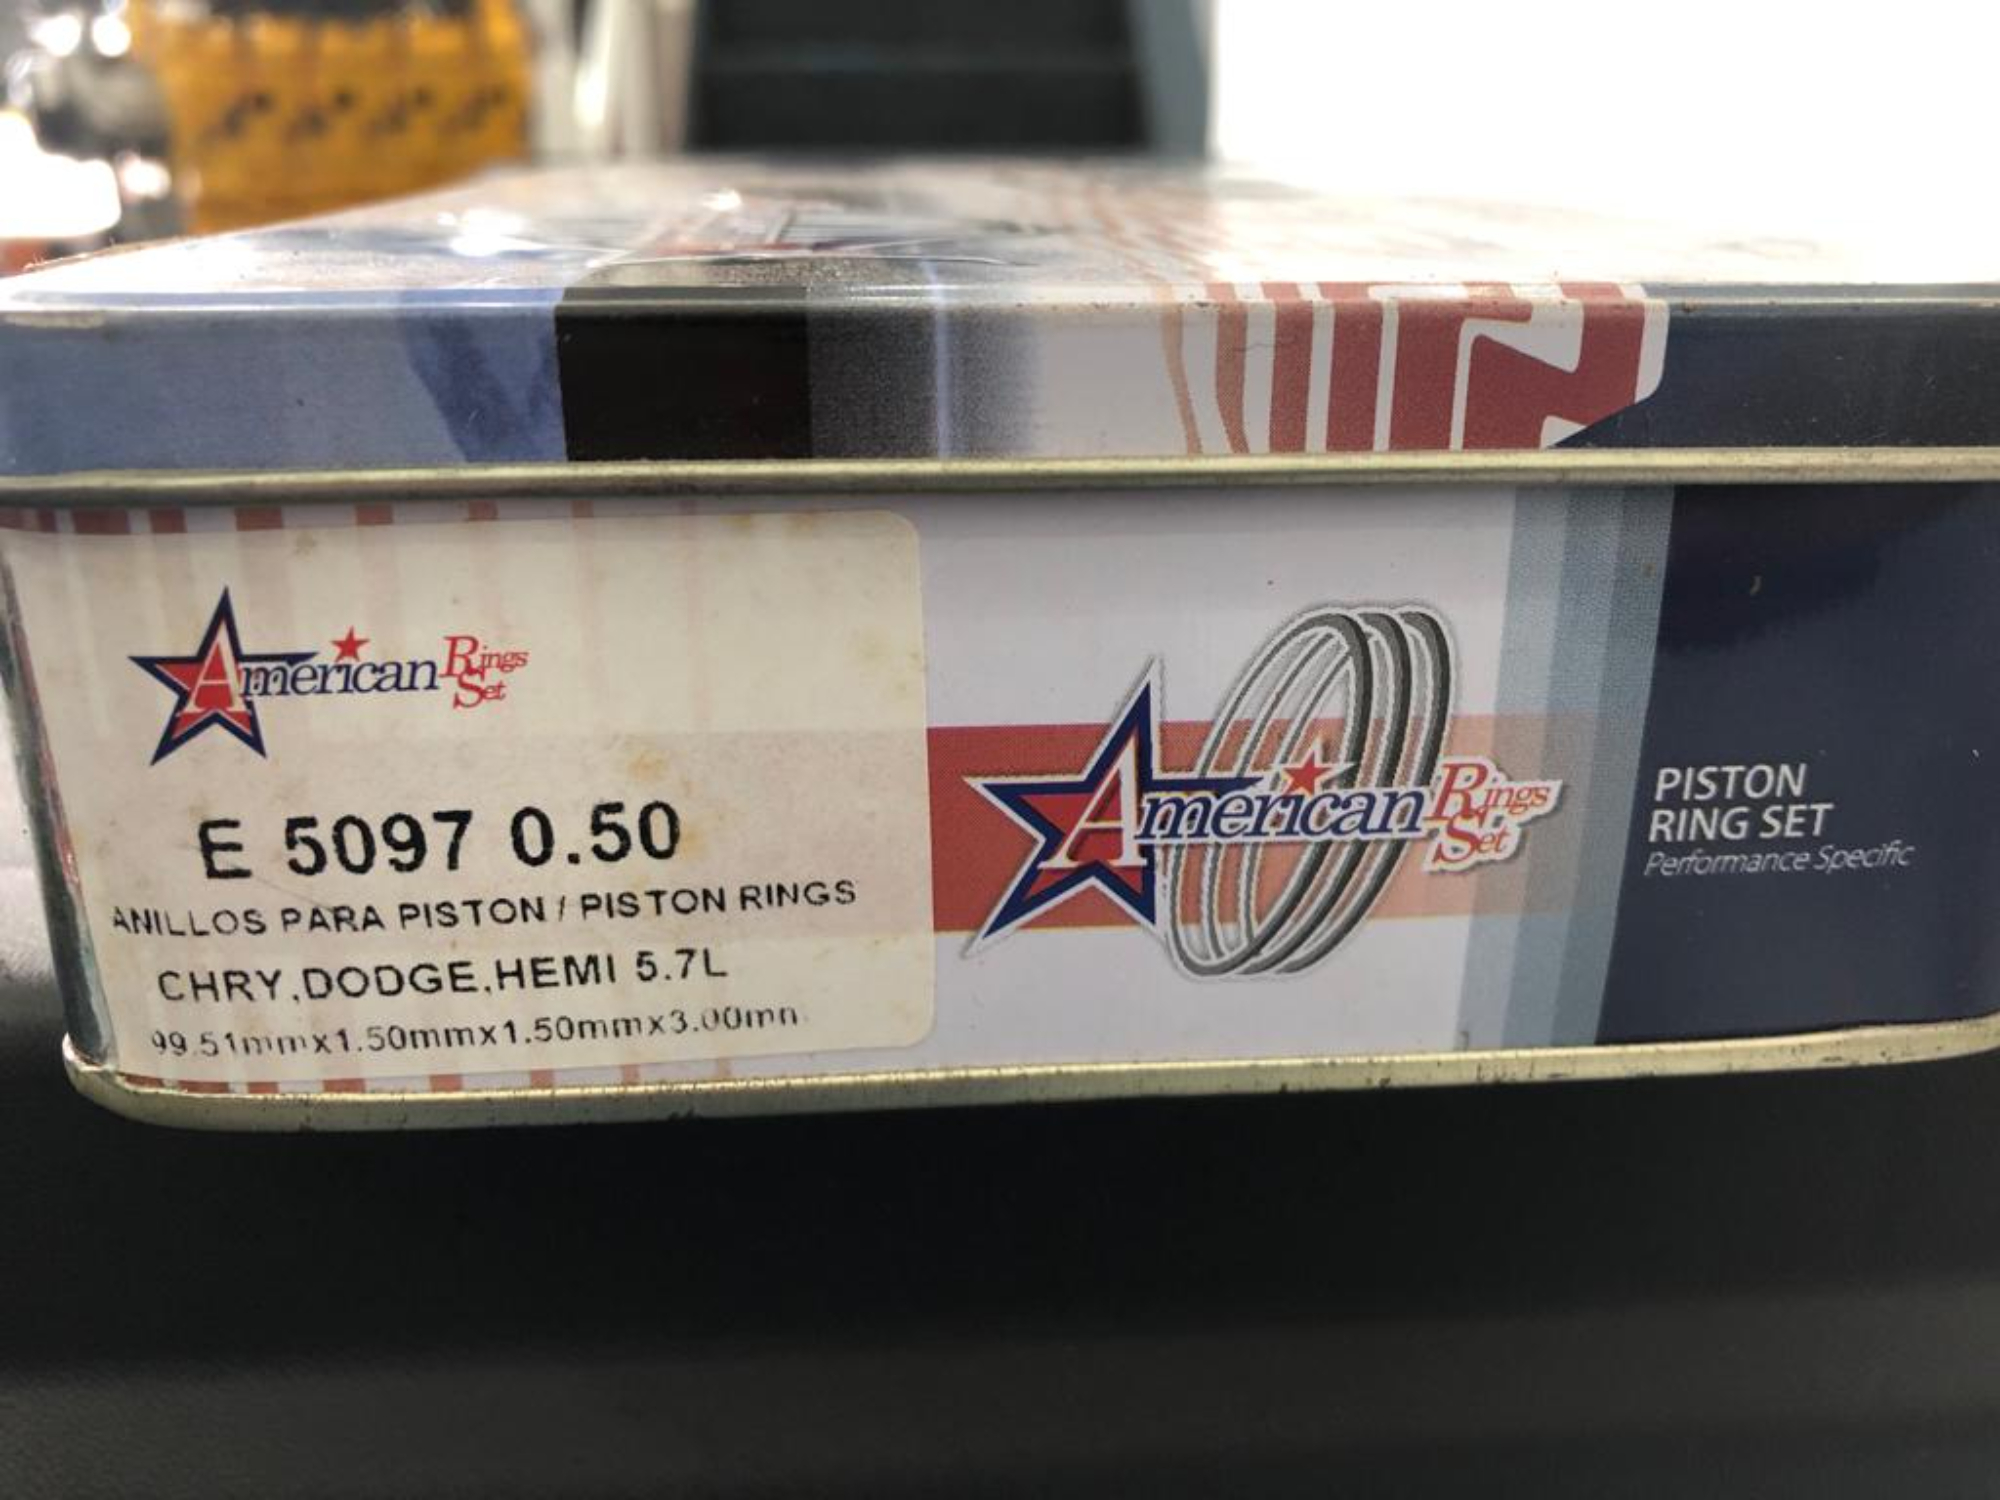 American Rings Set
E 5097 0.50
ANILLOS PARA PISTON / PISTON RINGS
CHRY,DODGE,HEMI 5.7L
99.51mmx1.50mmx1.50mmx3.00mm
American Rings Set
PISTON
RING SET
Performance Specific